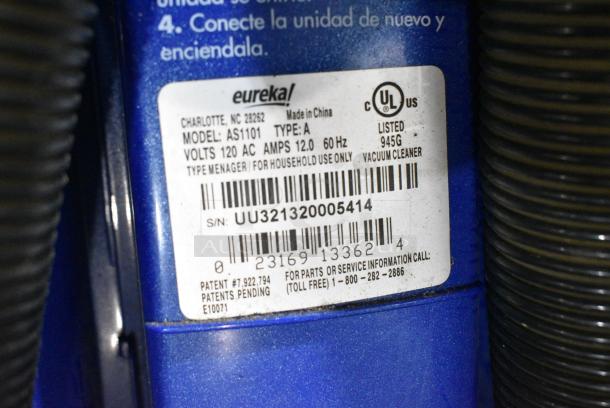 unidad se enfríe.
4. Conecte la unidad de nuevo y
enciendala.
eureka!
CHARLOTTE, NC 28262 Made in China
MODEL: AS1101 TYPE: A
VOLTS 120 AC AMPS 12.0 60 Hz
TYPE MENAGER / FOR HOUSEHOLD USE ONLY
C UL US
LISTED
945G
VACUUM CLEANER
S/N: UU321320005414
0 23169 13362 4
PATENT #7,922,794
PATENTS PENDING
E10071
FOR PARTS OR SERVICE INFORMATION CALL:
(TOLL FREE) 1-800-282-2886